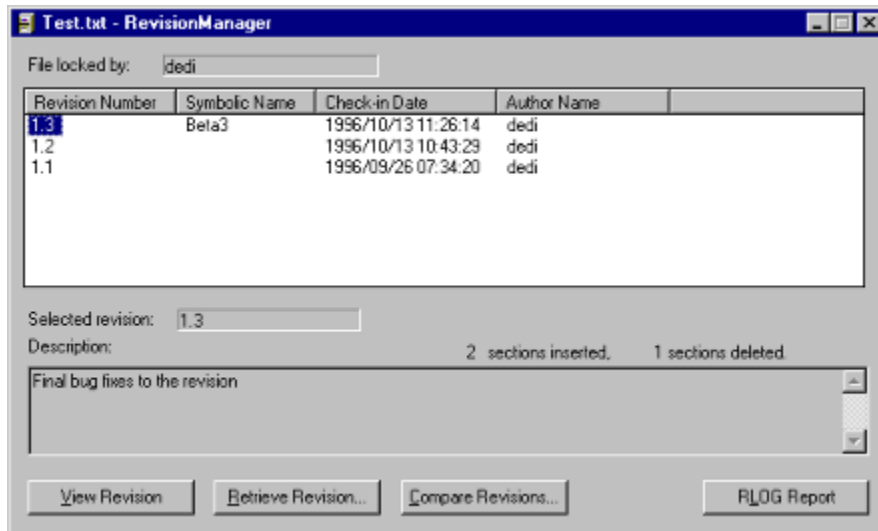 Test.txt - RevisionManager
File locked by: dedi
Revision Number Symbolic Name Check-in Date Author Name
1.3 Beta3 1996/10/13 11:26:14 dedi
1.2 1996/10/13 10:43:29 dedi
1.1 1996/09/26 07:34:20 dedi
Selected revision: 1.3
Description: 2 sections inserted, 1 sections deleted.
Final bug fixes to the revision
View Revision Retrieve Revision... Compare Revisions... RLOG Report